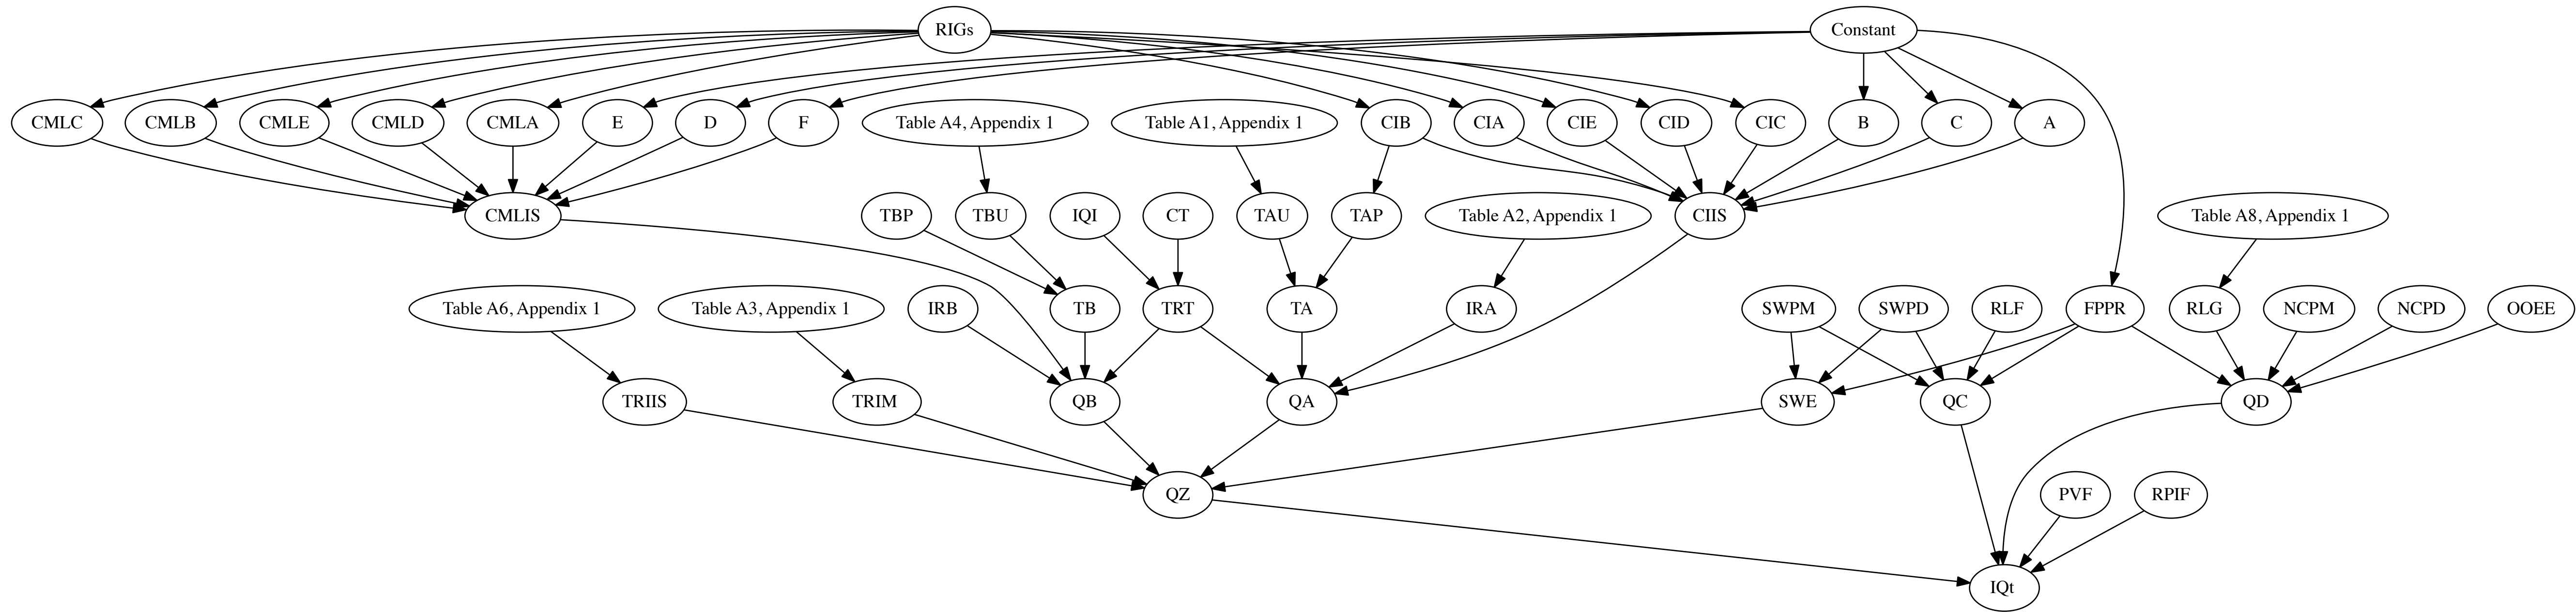 RIGs
Constant
CMLC
CMLB
CMLE
CMLD
CMLA
E
D
F
Table A4, Appendix 1
Table A1, Appendix 1
CIB
CIA
CIE
CID
CIC
B
C
A
CMLIS
TBP
TBU
IQI
CT
TAU
TAP
Table A2, Appendix 1
CIIS
Table A8, Appendix 1
Table A6, Appendix 1
Table A3, Appendix 1
IRB
TB
TRT
TA
IRA
SWPM
SWPD
RLF
FPPR
RLG
NCPM
NCPD
OOEE
TRIIS
TRIM
QB
QA
SWE
QC
QD
QZ
PVF
RPIF
IQt